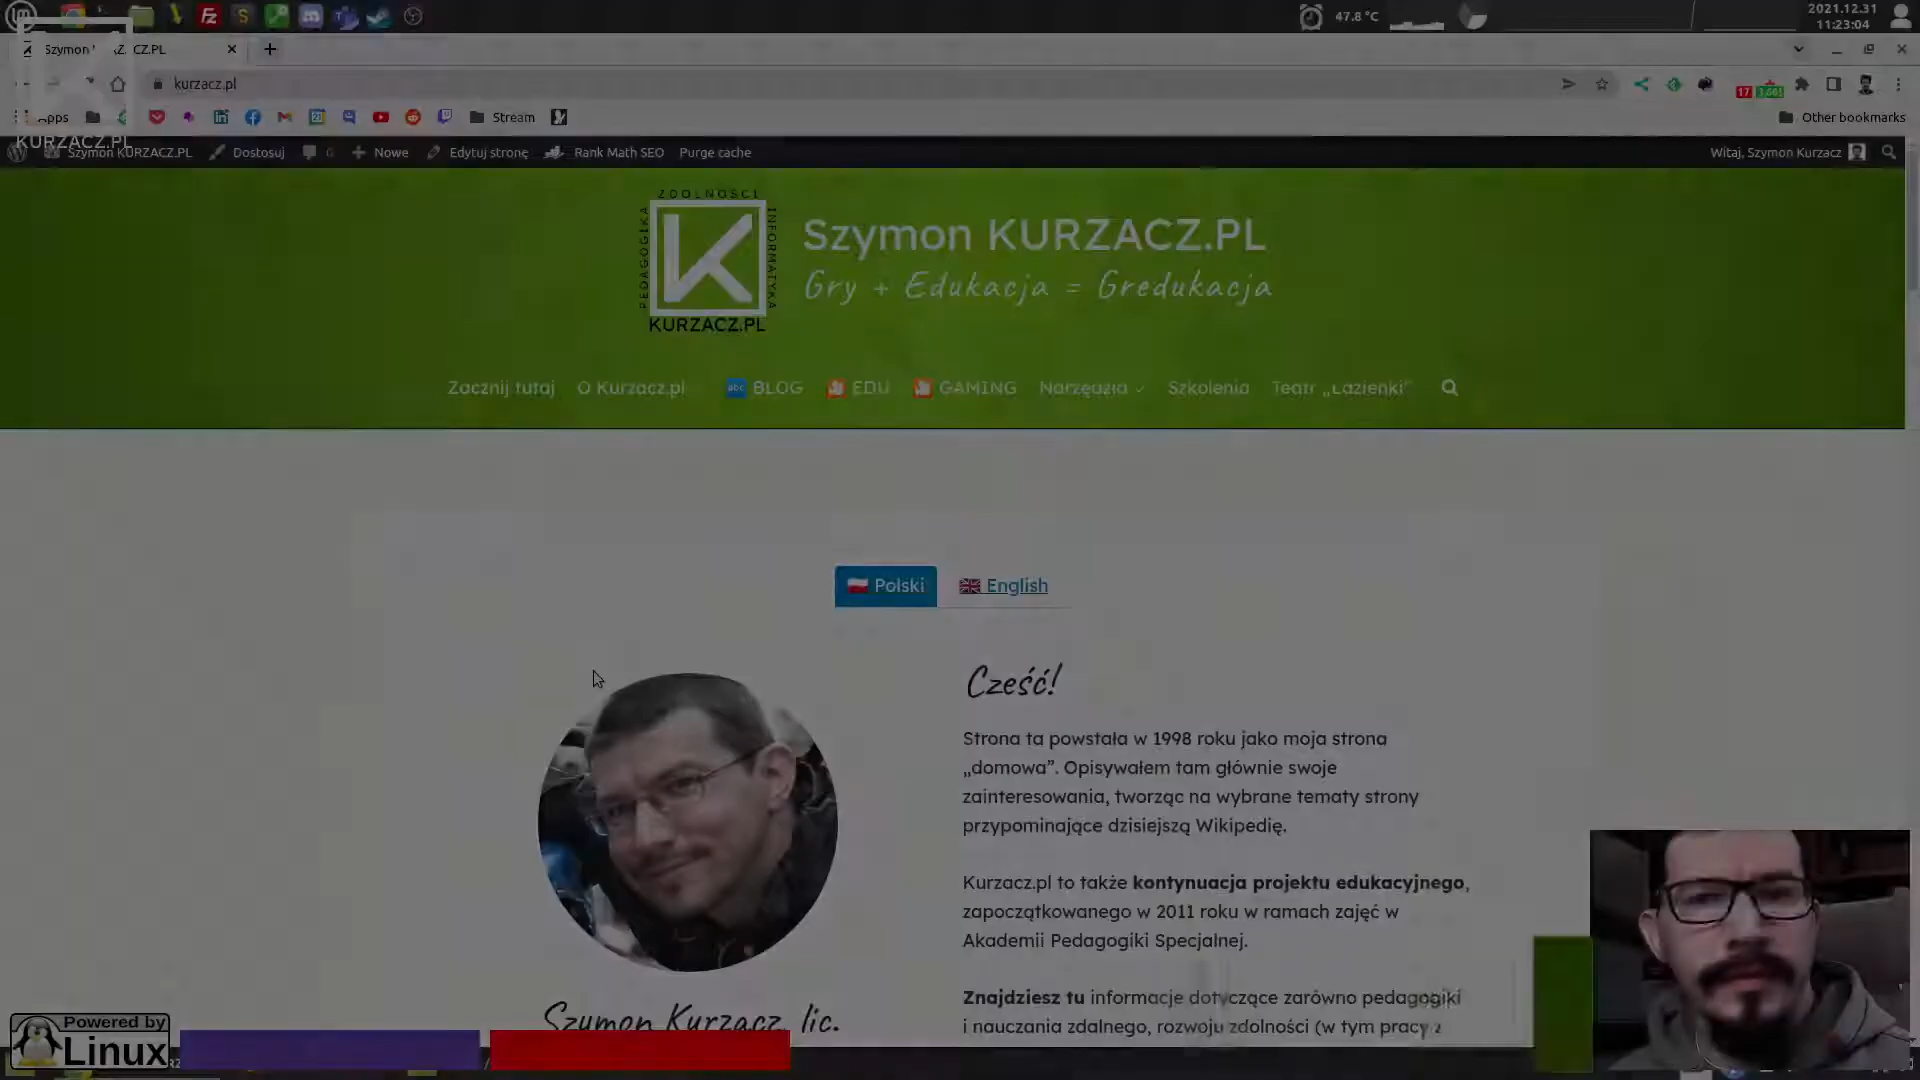 47.8 °C
2021.12.31
11:23:04
Szymon
CZ.PL
kurzacz.pl
Apps
Stream
Other bookmarks
KURZACZ.PL
Szymon KURZACZ.PL
Dostosuj
0
Nowe
Edytuj stronę
Rank Math SEO
Purge cache
Witaj, Szymon Kurzacz
ZDOLNOŚCI
PEDAGOGIKA
INFORMATYKA
KURZACZ.PL
Szymon KURZACZ.PL
Gry + Edukacja = Gredukacja
Zacznij tutaj
O Kurzacz.pl
abc BLOG
EDU
GAMING
Narzędzia
Szkolenia
Teatr „Łazienki”
Polski
English
Cześć!
Strona ta powstała w 1998 roku jako moja strona
„domowa”. Opisywałem tam głównie swoje
zainteresowania, tworząc na wybrane tematy strony
przypominające dzisiejszą Wikipedię.
Kurzacz.pl to także kontynuacja projektu edukacyjnego,
zapoczątkowanego w 2011 roku w ramach zajęć w
Akademii Pedagogiki Specjalnej.
Znajdziesz tu informacje dotyczące zarówno pedagogiki
i nauczania zdalnego, rozwoju zdolności (w tym pracy z
Szymon Kurzacz, lic.
Powered by
Linux